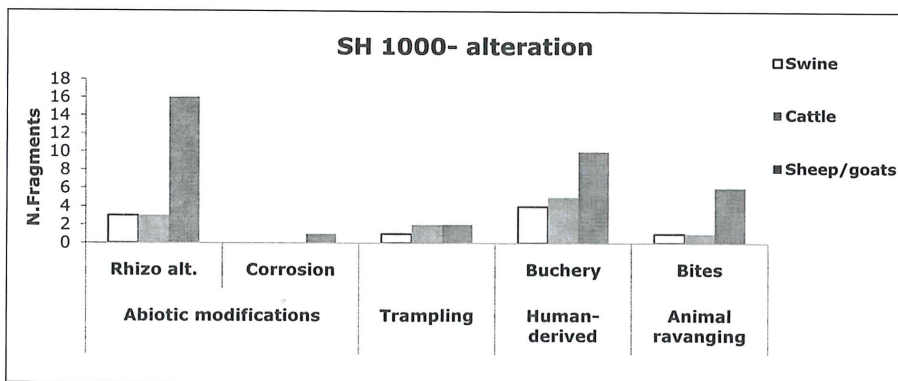 SH 1000- alteration
N.Fragments
18
16
14
12
10
8
6
4
2
0
Swine
Cattle
Sheep/goats
Rhizo alt.
Corrosion
Buchery
Bites
Abiotic modifications
Trampling
Human-
derived
Animal
ravanging